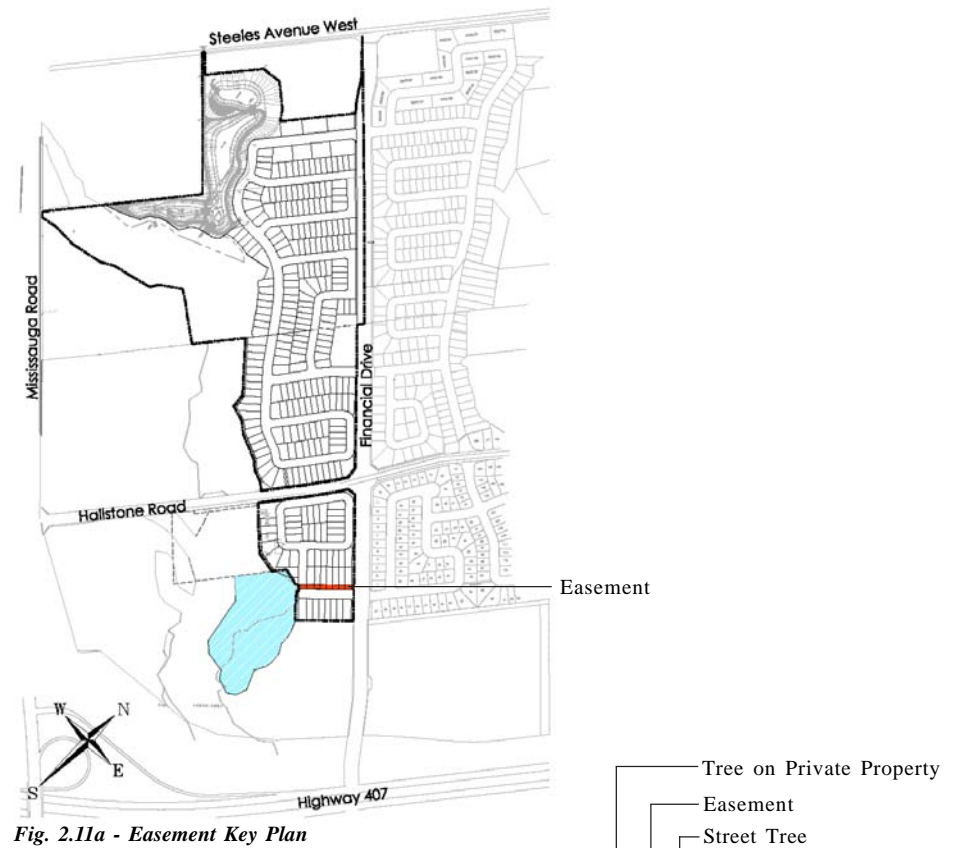 Steeles Avenue West
Mississauga Road
Financial Drive
Hallstone Road
Easement
W
N
E
S
Highway 407
Tree on Private Property
Easement
Street Tree
Fig. 2.11a - Easement Key Plan